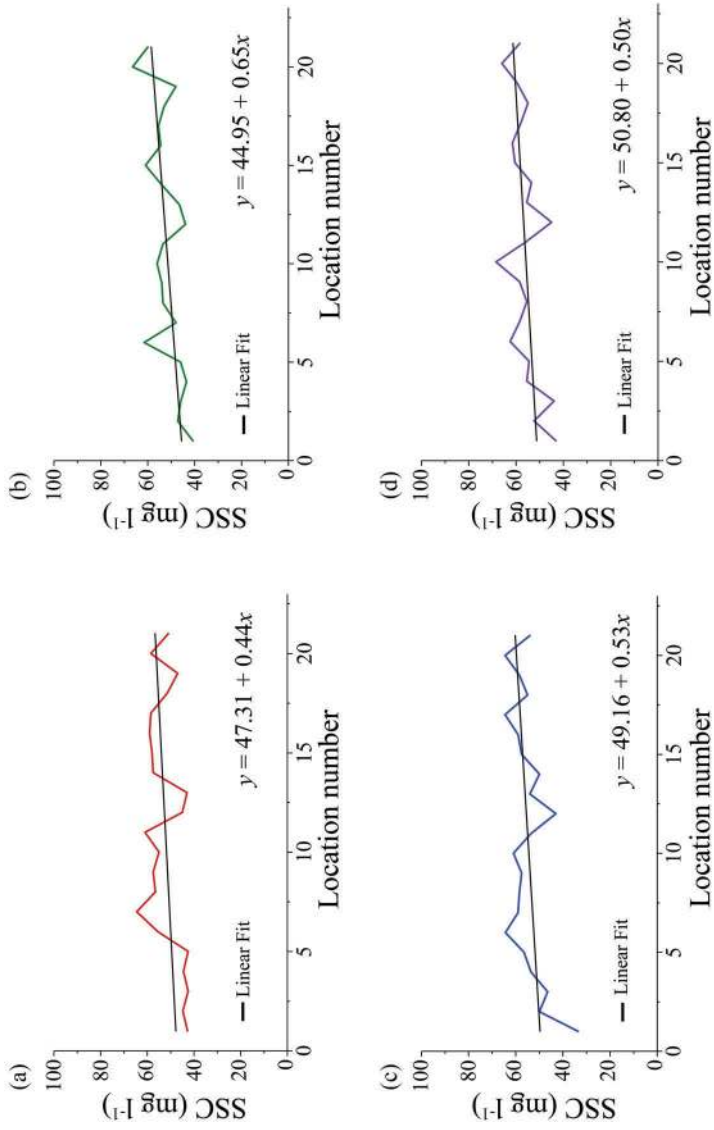 (a)
100
80
60
40
20
0
SSC (mg l⁻¹)
Linear Fit
y = 47.31 + 0.44x
0 5 10 15 20
Location number
(b)
100
80
60
40
20
0
SSC (mg l⁻¹)
Linear Fit
y = 44.95 + 0.65x
0 5 10 15 20
Location number
(c)
100
80
60
40
20
0
SSC (mg l⁻¹)
Linear Fit
y = 49.16 + 0.53x
0 5 10 15 20
Location number
(d)
100
80
60
40
20
0
SSC (mg l⁻¹)
Linear Fit
y = 50.80 + 0.50x
0 5 10 15 20
Location number